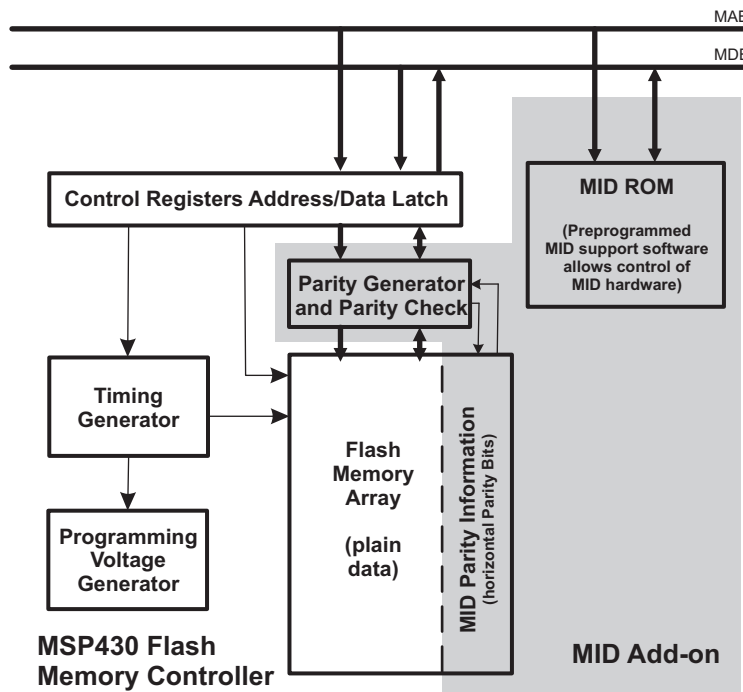 MAB
MDB
Control Registers Address/Data Latch
MID ROM
(Preprogrammed
MID support software
allows control of
MID hardware)
Parity Generator
and Parity Check
Timing
Generator
Flash
Memory
Array
(plain
data)
MID Parity Information
(horizontal Parity Bits)
Programming
Voltage
Generator
MSP430 Flash
Memory Controller
MID Add-on